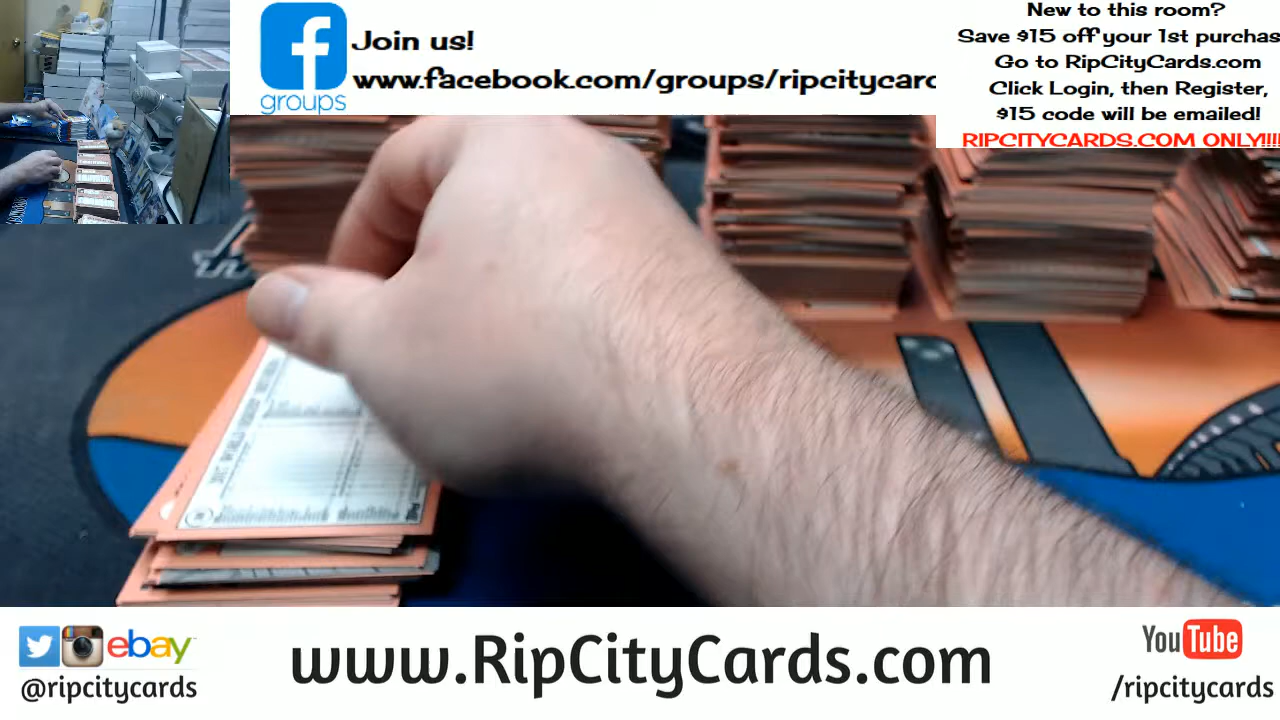 Join us!
www.facebook.com/groups/ripcitycarc
groups
New to this room?
Save $15 off your 1st purchas
Go to RipCityCards.com
Click Login, then Register,
$15 code will be emailed!
RIPCITYCARDS.COM ONLY!!!!
ebay
@ripcitycards
www.RipCityCards.com
YouTube
/ripcitycards